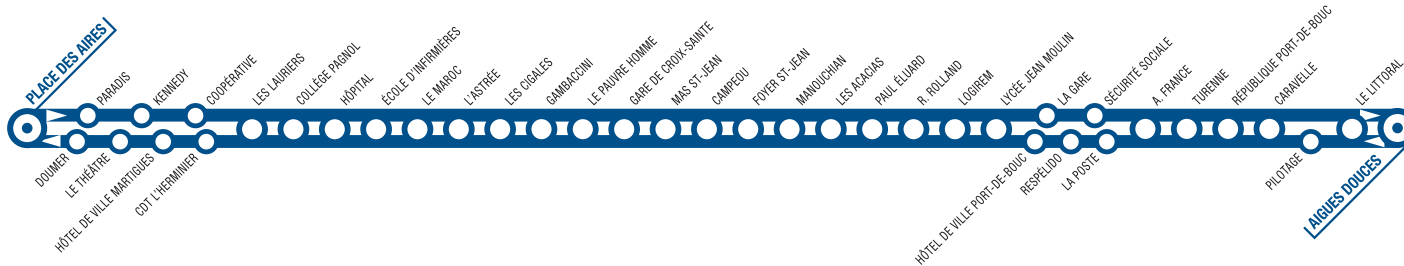 PLACE DES AIRES
PARADIS
KENNEDY
COOPÉRATIVE
LES LAURIERS
COLLÈGE PAGNOL
HÔPITAL
ÉCOLE D'INFIRMIÈRES
LE MAROC
L'ASTRÉE
LES CIGALES
GAMBACCINI
LE PAUVRE HOMME
GARE DE CROIX-SAINTE
MAS ST-JEAN
CAMPEOU
FOYER ST-JEAN
MANOUCHIAN
LES ACACIAS
PAUL ÉLUARD
R. ROLLAND
LOGIREM
LYCÉE JEAN MOULIN
LA GARE
SÉCURITÉ SOCIALE
A. FRANCE
TURENNE
RÉPUBLIQUE PORT-DE-BOUC
CARAVELLE
LE LITTORAL
DOUMER
LE THÉÂTRE
HÔTEL DE VILLE MARTIGUES
CDT L'HERMINIER
HÔTEL DE VILLE PORT-DE-BOUC
RESPÉLIDO
LA POSTE
PILOTAGE
AIGUES DOUCES